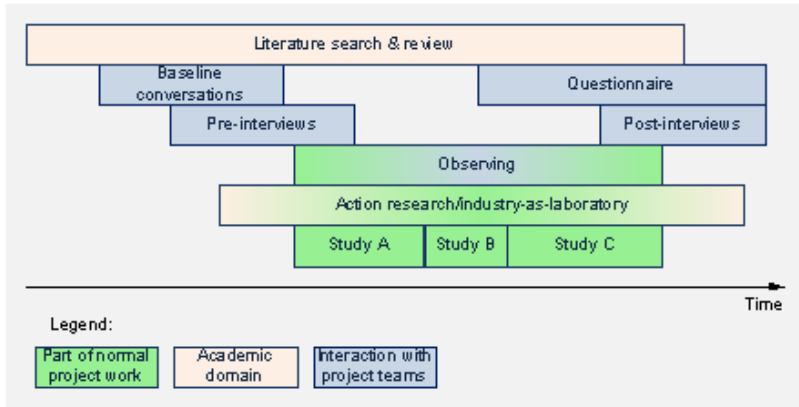 Literature search & review
Baseline
conversations
Questionnaire
Pre-interviews
Post-interviews
Observing
Action research/industry-as-laboratory
Study A
Study B
Study C
Time
Legend:
Part of normal
project work
Academic
domain
Interaction with
project teams